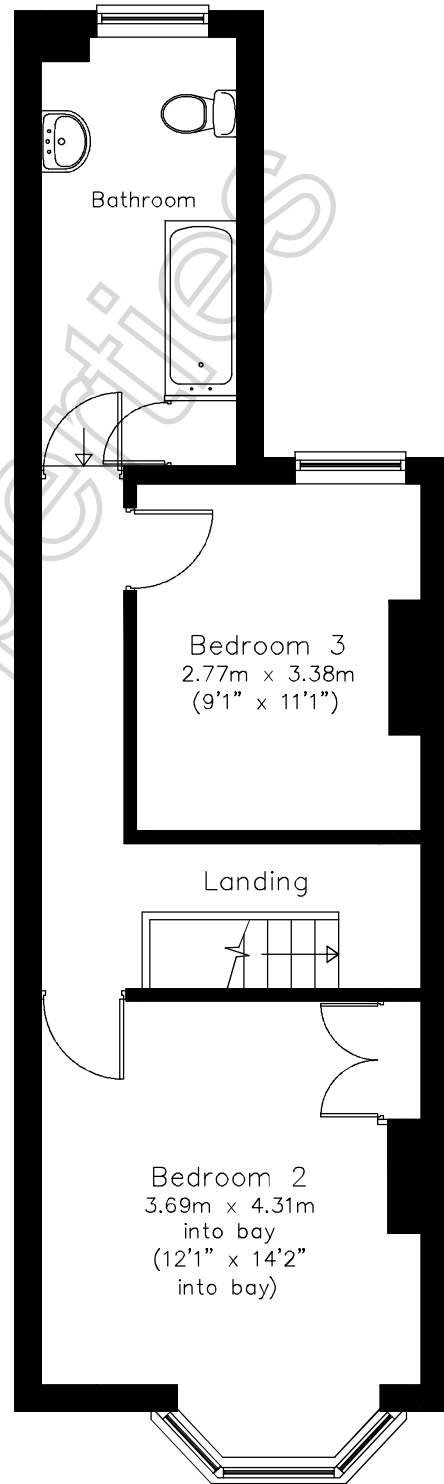 Bathroom
Bedroom 3
2.77m x 3.38m
(9'1" x 11'1")
Landing
Bedroom 2
3.69m x 4.31m
into bay
(12'1" x 14'2"
into bay)